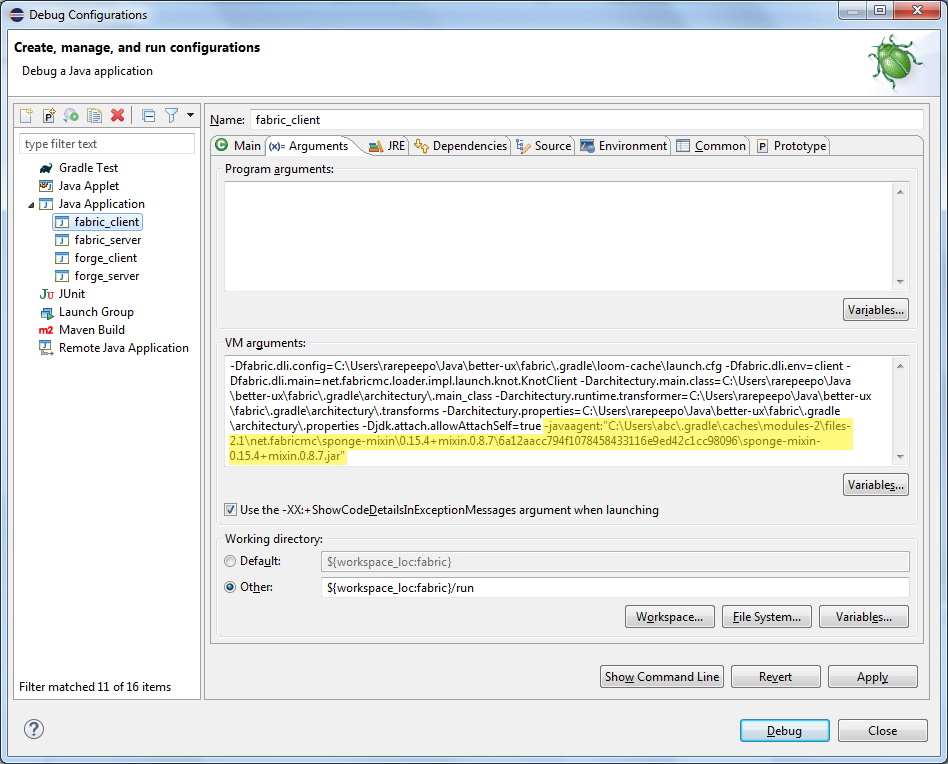 Debug Configurations
Create, manage, and run configurations
Debug a Java application
type filter text
Gradle Test
Java Applet
Java Application
fabric_client
fabric_server
forge_client
forge_server
JUnit
Launch Group
Maven Build
Remote Java Application
Filter matched 11 of 16 items
Name: fabric_client
Main (x)= Arguments JRE Dependencies Source Environment Common Prototype
Program arguments:
Variables...
VM arguments:
-Dfabric.dli.config=C:\Users\rarepeepo\Java\better-ux\fabric\.gradle\loom-cache\launch.cfg -Dfabric.dli.env=client -
Dfabric.dli.main=net.fabricmc.loader.impl.launch.knot.KnotClient -Darchitectury.main.class=C:\Users\rarepeepo\Java
\better-ux\fabric\.gradle\architectury\.main_class -Darchitectury.runtime.transformer=C:\Users\rarepeepo\Java\better-ux
\fabric\.gradle\architectury\.transforms -Darchitectury.properties=C:\Users\rarepeepo\Java\better-ux\fabric\.gradle
\architectury\.properties -Djdk.attach.allowAttachSelf=true -javaagent:"C:\Users\abc\.gradle\caches\modules-2\files-
2.1\net.fabricmc\sponge-mixin\0.15.4+mixin.0.8.7\6a12aacc794f1078458433116e9ed42c1cc98096\sponge-mixin-
0.15.4+mixin.0.8.7.jar"
Variables...
Use the -XX:+ShowCodeDetailsInExceptionMessages argument when launching
Working directory:
Default: ${workspace_loc:fabric}
Other: ${workspace_loc:fabric}/run
Workspace... File System... Variables...
Show Command Line Revert Apply
? Debug Close